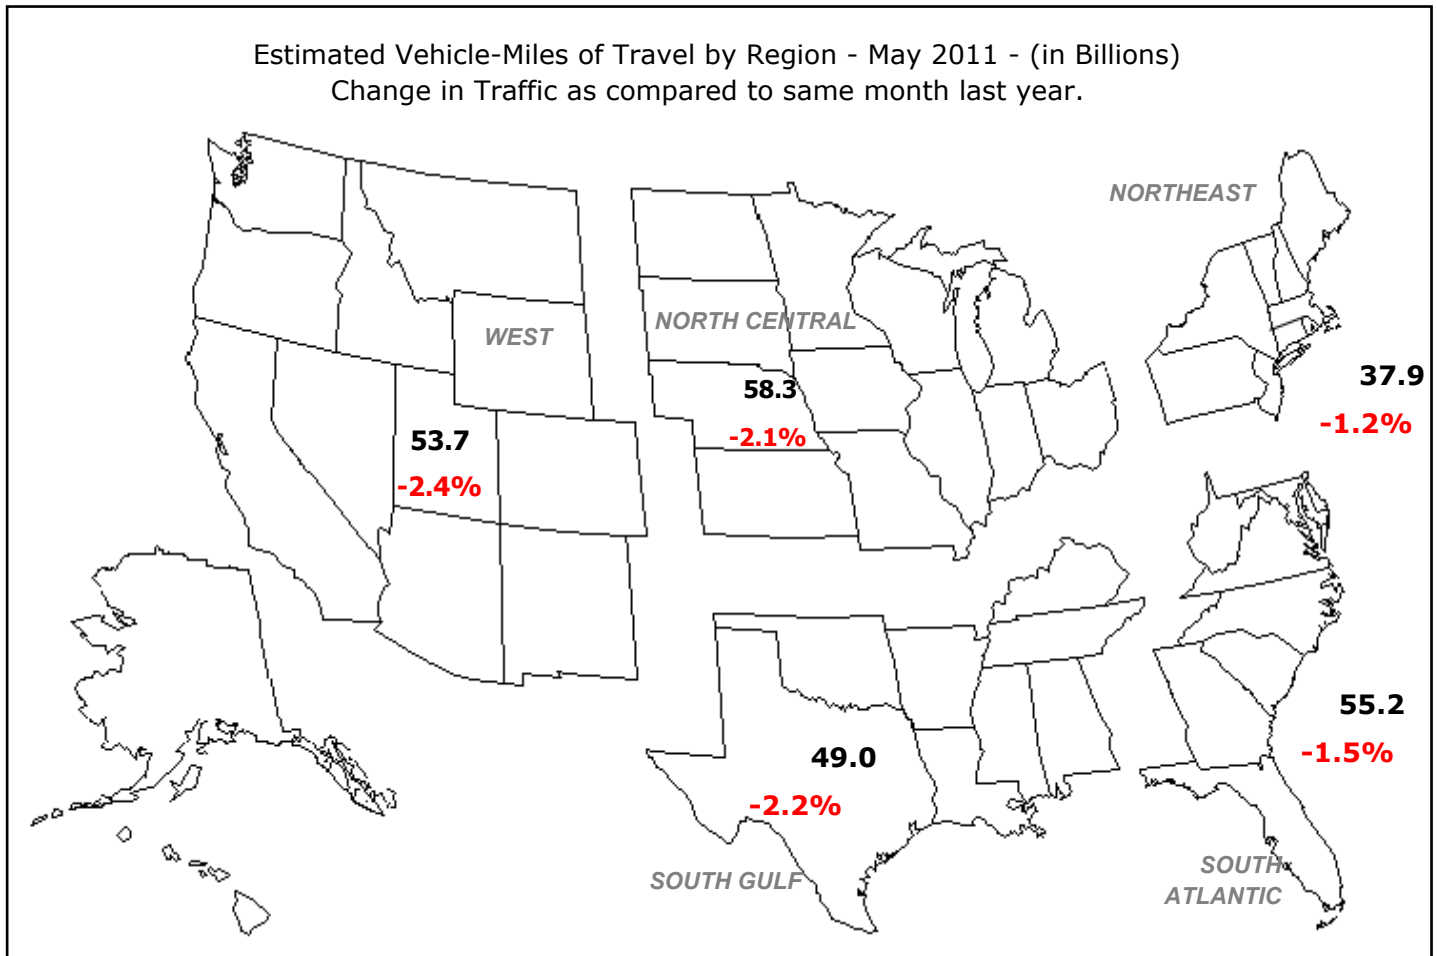 Estimated Vehicle-Miles of Travel by Region - May 2011 - (in Billions)
Change in Traffic as compared to same month last year.
NORTHEAST
WEST
NORTH CENTRAL
37.9
-1.2%
58.3
-2.1%
53.7
-2.4%
55.2
-1.5%
49.0
-2.2%
SOUTH GULF
SOUTH
ATLANTIC